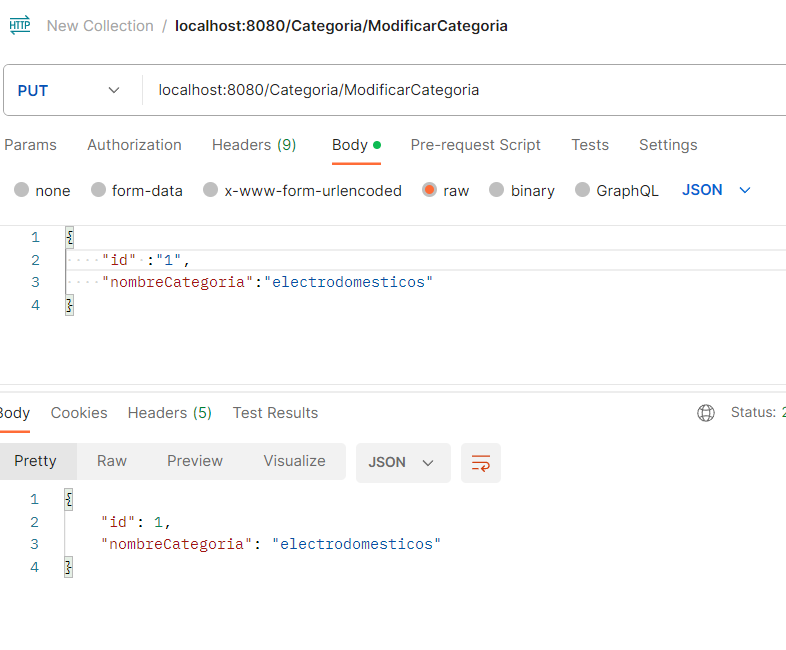 HTTP New Collection / localhost:8080/Categoria/ModificarCategoria
PUT localhost:8080/Categoria/ModificarCategoria
Params Authorization Headers (9) Body Pre-request Script Tests Settings
none form-data x-www-form-urlencoded raw binary GraphQL JSON
1 {
2 ····"id"·:"1",
3 ····"nombreCategoria":"electrodomesticos"
4 }
Body Cookies Headers (5) Test Results Status: 2
Pretty Raw Preview Visualize JSON
1 {
2 "id": 1,
3 "nombreCategoria": "electrodomesticos"
4 }